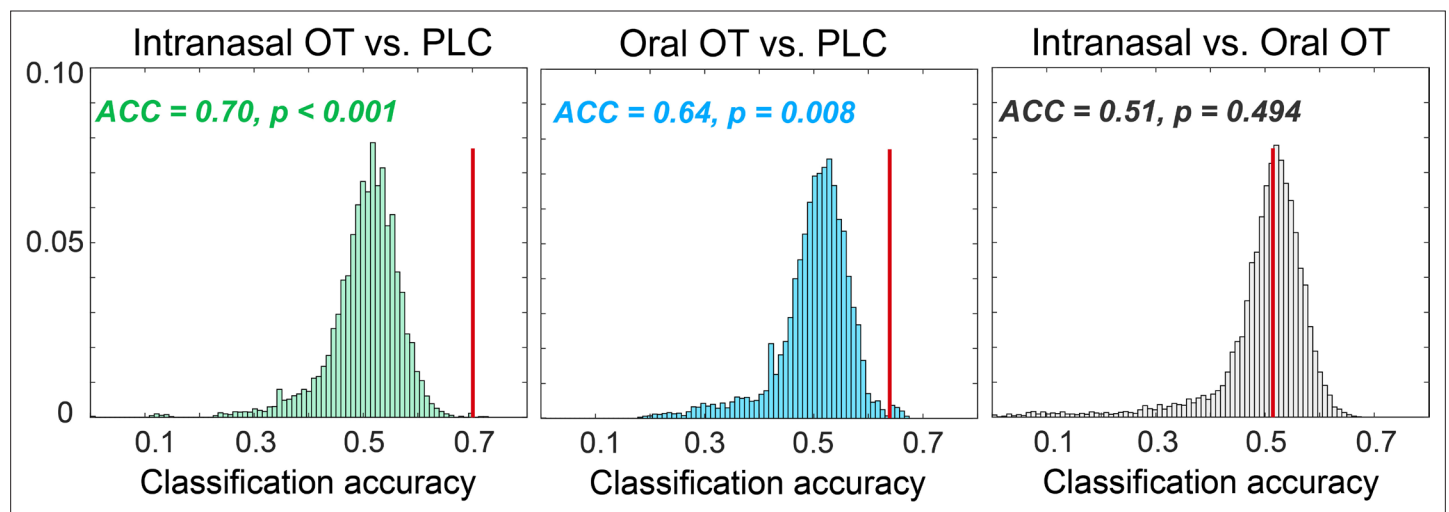 Intranasal OT vs. PLC
Oral OT vs. PLC
Intranasal vs. Oral OT
0.10
0.05
0
ACC = 0.70, p < 0.001
ACC = 0.64, p = 0.008
ACC = 0.51, p = 0.494
0.1 0.3 0.5 0.7
0.1 0.3 0.5 0.7
0.1 0.3 0.5 0.7
Classification accuracy
Classification accuracy
Classification accuracy